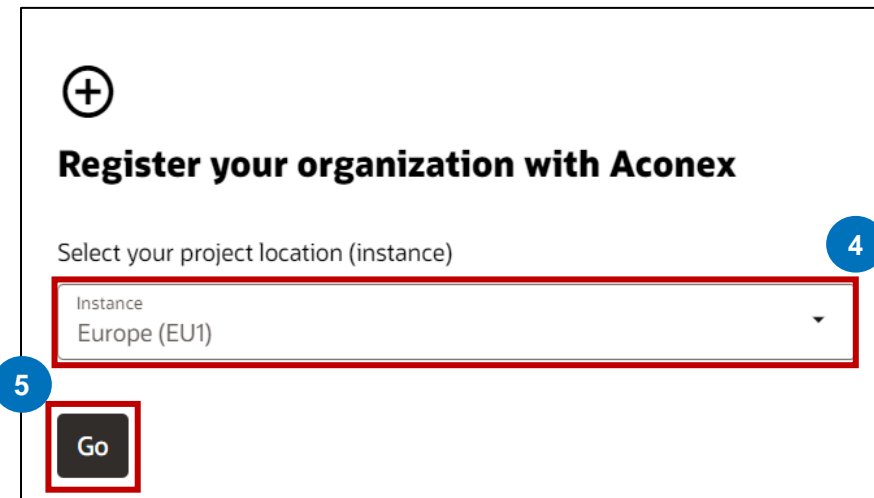 Register your organization with Aconex
Select your project location (instance)
4
Instance
Europe (EU1)
5
Go